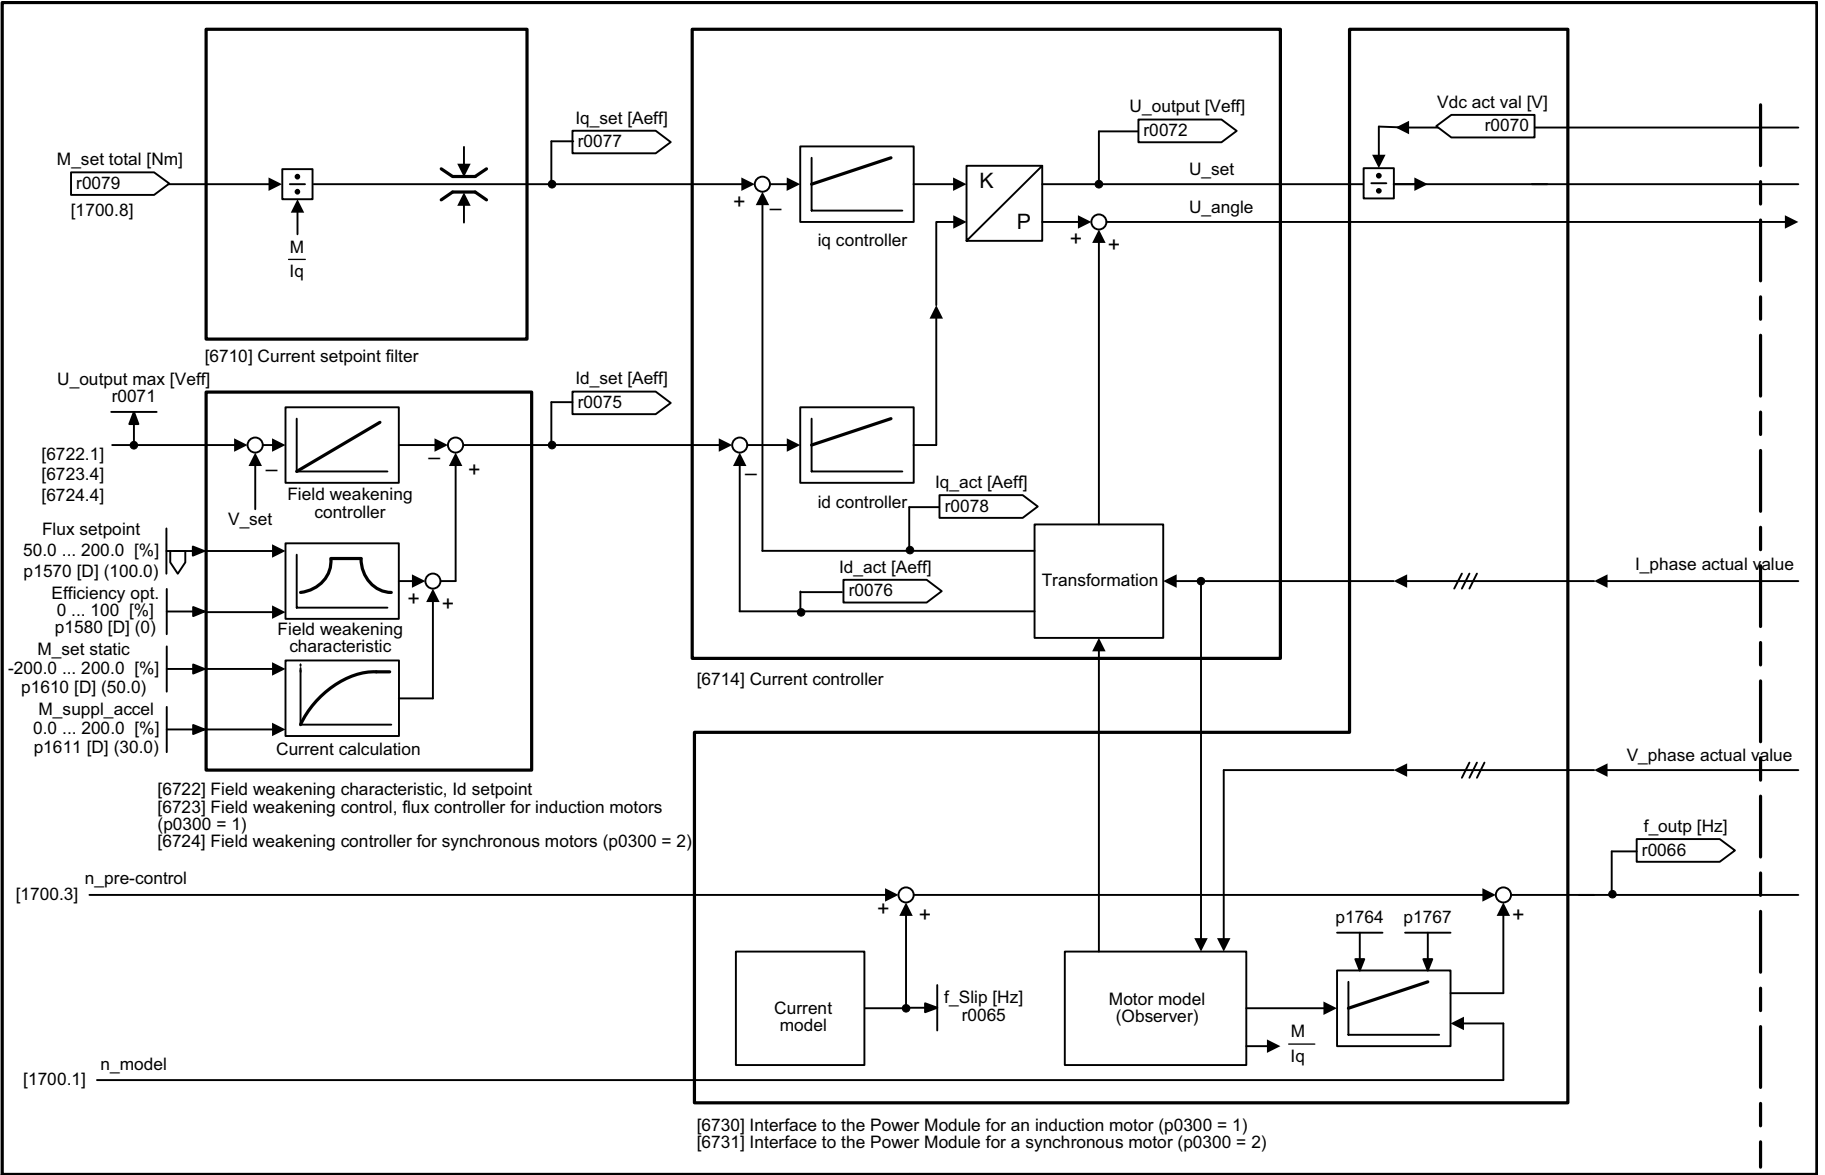 M_set total [Nm]
r0079
[1700.8]
÷
M
Iq
Iq_set [Aeff]
r0077
[6710] Current setpoint filter
U_output max [Veff]
r0071
[6722.1]
[6723.4]
[6724.4]
–
V_set
Field weakening
controller
–
+
Flux setpoint
50.0 ... 200.0 [%]
p1570 [D] (100.0)
Efficiency opt.
0 ... 100 [%]
p1580 [D] (0)
Field weakening
characteristic
+
+
M_set static
-200.0 ... 200.0 [%]
p1610 [D] (50.0)
M_suppl_accel
0.0 ... 200.0 [%]
p1611 [D] (30.0)
Current calculation
[6722] Field weakening characteristic, Id setpoint
[6723] Field weakening control, flux controller for induction motors
(p0300 = 1)
[6724] Field weakening controller for synchronous motors (p0300 = 2)
Id_set [Aeff]
r0075
+
–
iq controller
K
P
U_output [Veff]
r0072
U_set
U_angle
+
+
–
id controller
Iq_act [Aeff]
r0078
Id_act [Aeff]
r0076
Transformation
[6714] Current controller
Vdc act val [V]
r0070
÷
I_phase actual value
V_phase actual value
f_outp [Hz]
r0066
[1700.3]
n_pre-control
+
+
+
p1764
p1767
Current
model
f_Slip [Hz]
r0065
Motor model
(Observer)
M
Iq
[1700.1]
n_model
[6730] Interface to the Power Module for an induction motor (p0300 = 1)
[6731] Interface to the Power Module for a synchronous motor (p0300 = 2)